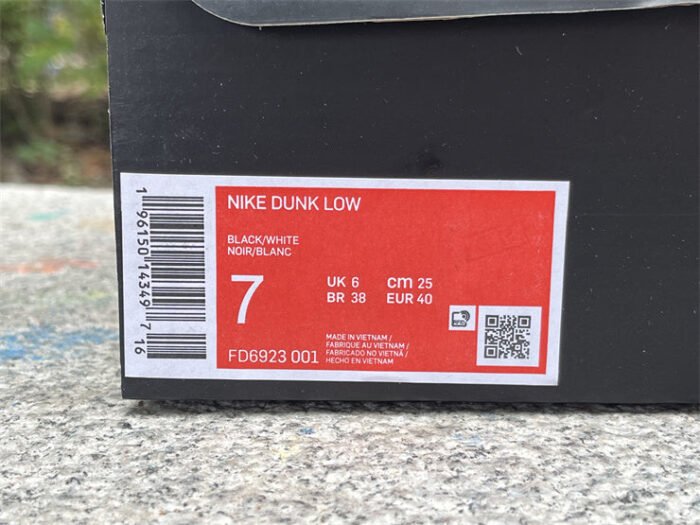 NIKE DUNK LOW
BLACK/WHITE
NOIR/BLANC
7
UK 6 cm 25
BR 38 EUR 40
FD6923 001
MADE IN VIETNAM /
FABRIQUE AU VIETNAM /
FABRICADO NO VIETNÃ /
HECHO EN VIETNAM
1 96150 14349 7 16